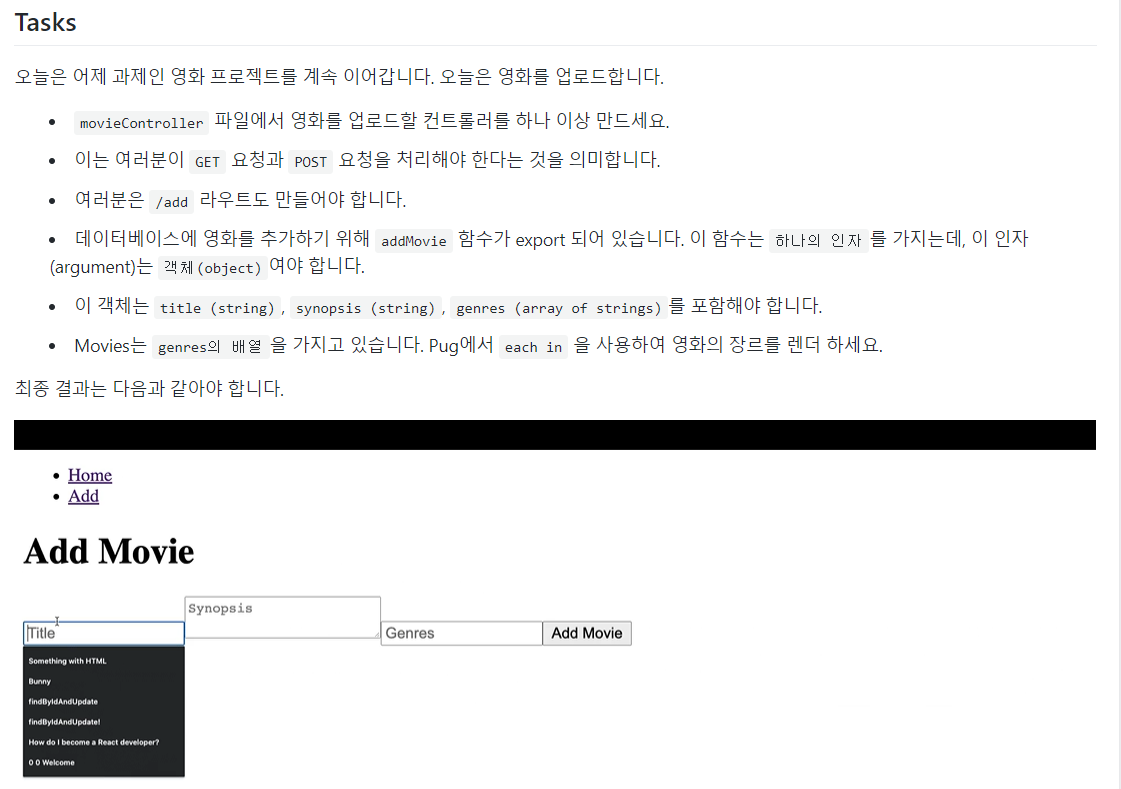 Tasks
오늘은 어제 과제인 영화 프로젝트를 계속 이어갑니다. 오늘은 영화를 업로드합니다.
• movieController 파일에서 영화를 업로드할 컨트롤러를 하나 이상 만드세요.
• 이는 여러분이 GET 요청과 POST 요청을 처리해야 한다는 것을 의미합니다.
• 여러분은 /add 라우트도 만들어야 합니다.
• 데이터베이스에 영화를 추가하기 위해 addMovie 함수가 export 되어 있습니다. 이 함수는 하나의 인자 를 가지는데, 이 인자
(argument)는 객체(object) 여야 합니다.
• 이 객체는 title (string) , synopsis (string) , genres (array of strings) 를 포함해야 합니다.
• Movies는 genres의 배열 을 가지고 있습니다. Pug에서 each in 을 사용하여 영화의 장르를 렌더 하세요.
최종 결과는 다음과 같아야 합니다.
• Home
• Add
Add Movie
Synopsis
Title
Genres
Add Movie
Something with HTML
Bunny
findByIdAndUpdate
findByIdAndUpdate!
How do I become a React developer?
0 0 Welcome